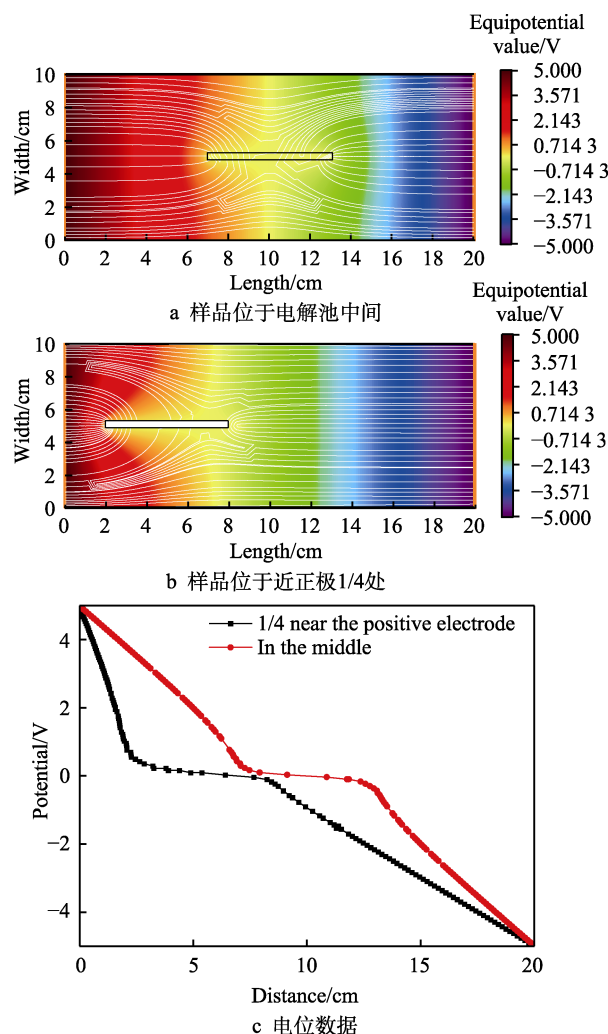 Equipotential
value/V
5.000
3.571
2.143
0.714 3
−0.714 3
−2.143
−3.571
−5.000
Width/cm
10
8
6
4
2
0
0 2 4 6 8 10 12 14 16 18 20
Length/cm
a 样品位于电解池中间
Equipotential
value/V
5.000
3.571
2.143
0.714 3
−0.714 3
−2.143
−3.571
−5.000
Width/cm
10
8
6
4
2
0
0 2 4 6 8 10 12 14 16 18 20
Length/cm
b 样品位于近正极1/4处
1/4 near the positive electrode
In the middle
Potential/V
4
2
0
−2
−4
0 5 10 15 20
Distance/cm
c 电位数据